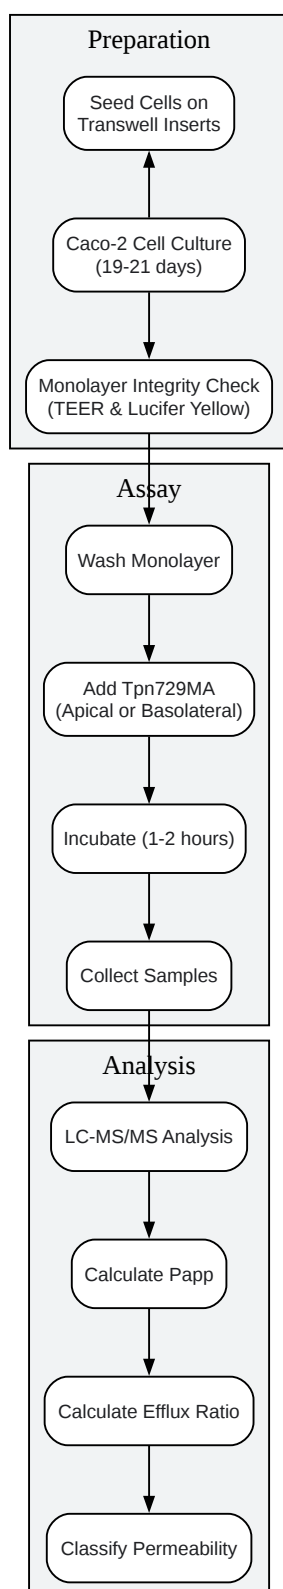 Preparation
Seed Cells on
Transwell Inserts
Caco-2 Cell Culture
(19-21 days)
Monolayer Integrity Check
(TEER & Lucifer Yellow)
Assay
Wash Monolayer
Add Tpn729MA
(Apical or Basolateral)
Incubate (1-2 hours)
Collect Samples
Analysis
LC-MS/MS Analysis
Calculate Papp
Calculate Efflux Ratio
Classify Permeability